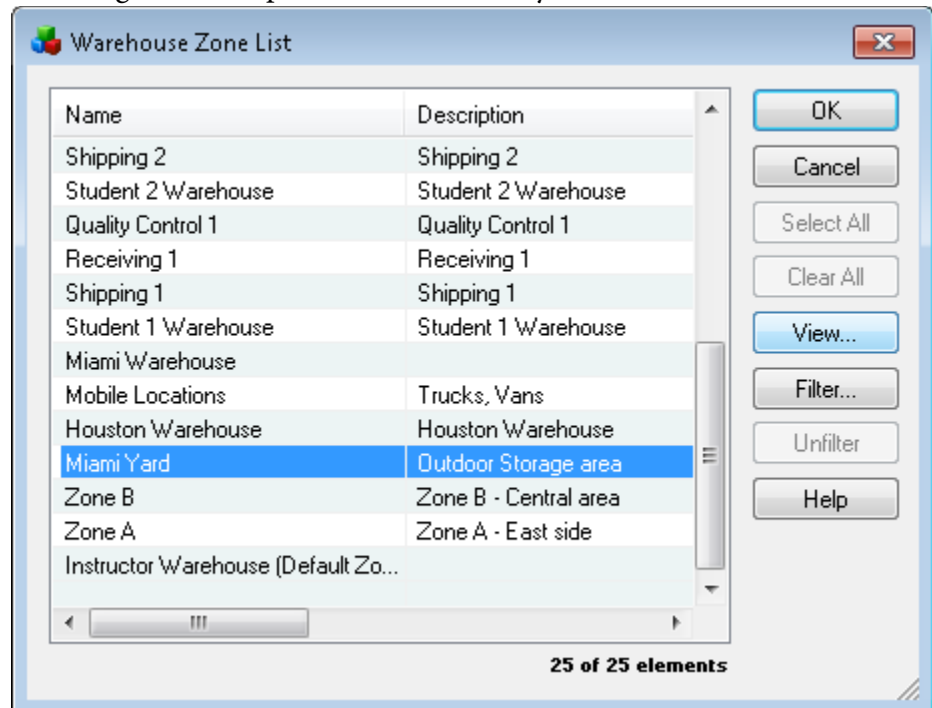 Warehouse Zone List
Name Description
Shipping 2 Shipping 2
Student 2 Warehouse Student 2 Warehouse
Quality Control 1 Quality Control 1
Receiving 1 Receiving 1
Shipping 1 Shipping 1
Student 1 Warehouse Student 1 Warehouse
Miami Warehouse
Mobile Locations Trucks, Vans
Houston Warehouse Houston Warehouse
Miami Yard Outdoor Storage area
Zone B Zone B - Central area
Zone A Zone A - East side
Instructor Warehouse (Default Zo...
25 of 25 elements
OK
Cancel
Select All
Clear All
View...
Filter...
Unfilter
Help